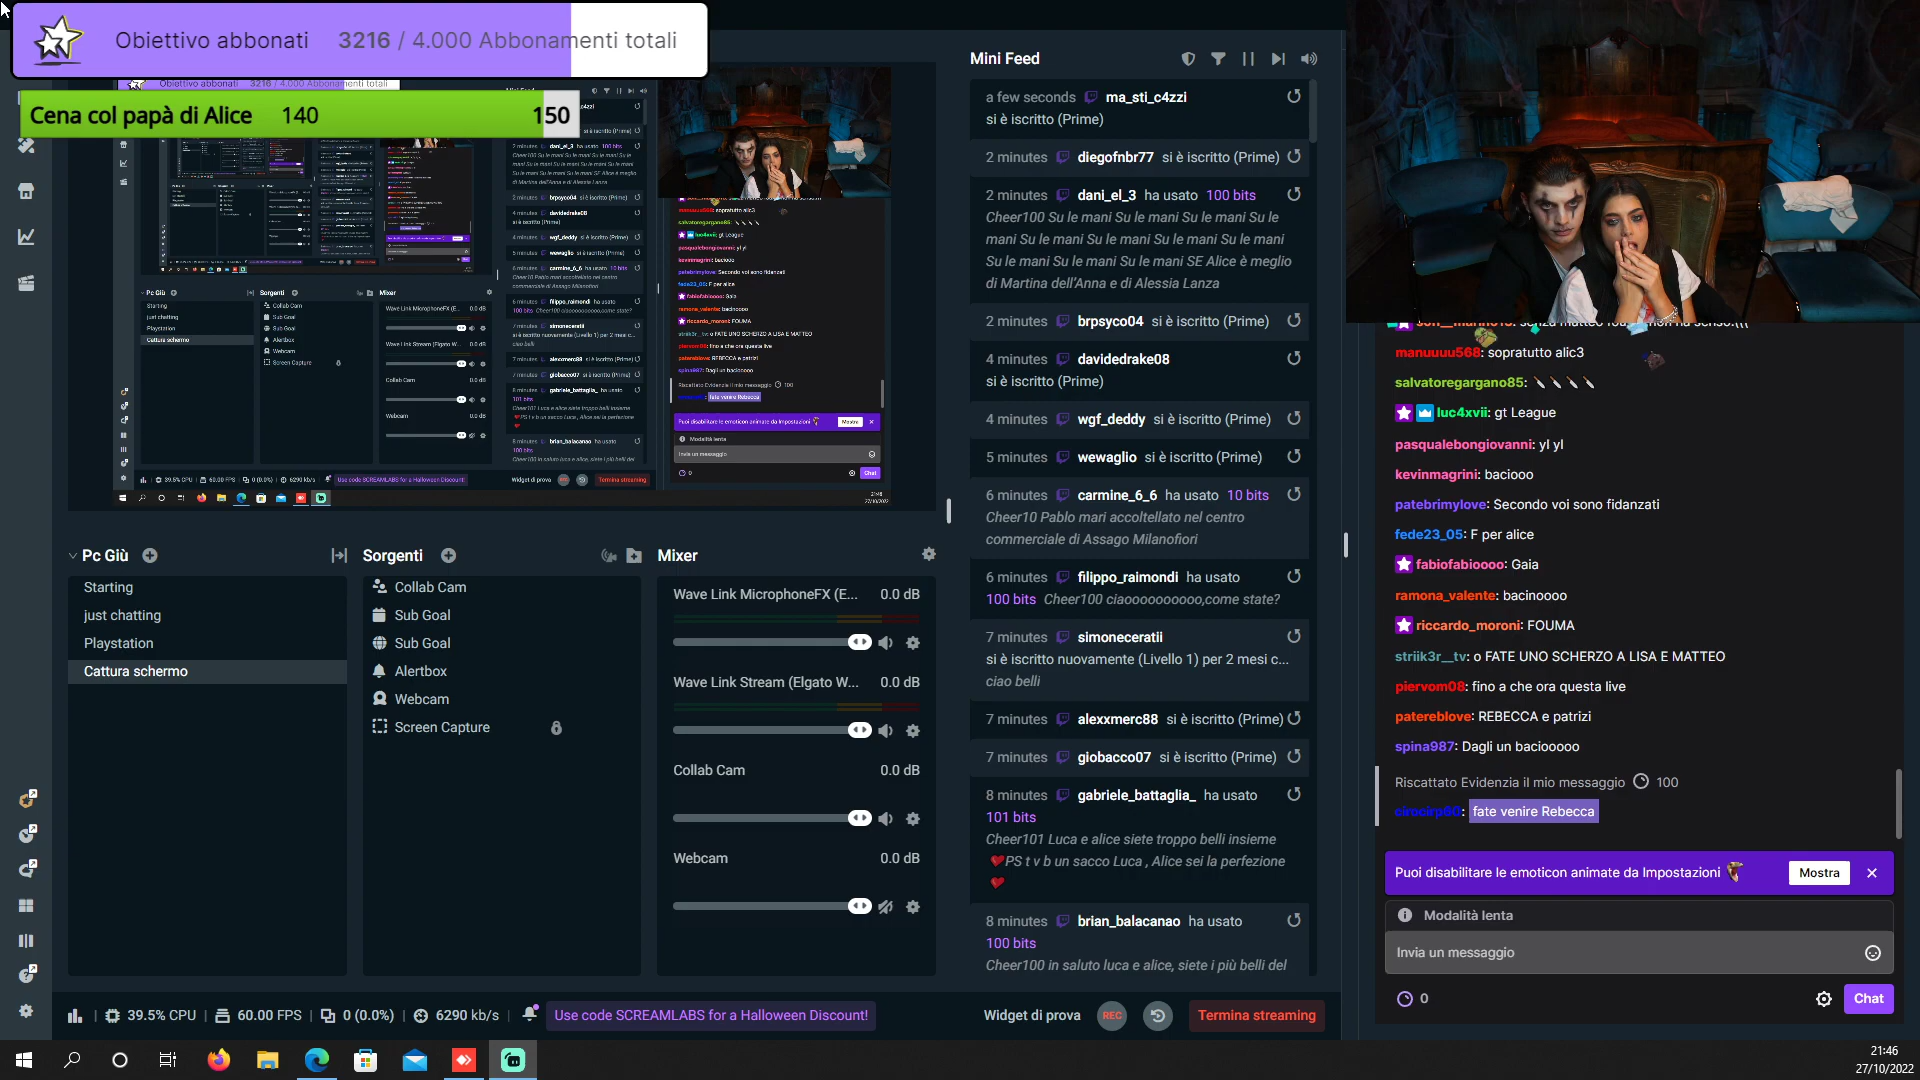 Obiettivo abbonati 3216 / 4.000 Abbonamenti totali
Cena col papà di Alice 140 150
Pc Giù
Starting
just chatting
Playstation
Cattura schermo
Sorgenti
Collab Cam
Sub Goal
Sub Goal
Alertbox
Webcam
Screen Capture
Mixer
Wave Link MicrophoneFX (E... 0.0 dB
Wave Link Stream (Elgato W... 0.0 dB
Collab Cam 0.0 dB
Webcam 0.0 dB
Mini Feed
a few seconds ma_sti_c4zzi
si è iscritto (Prime)
2 minutes diegofnbr77 si è iscritto (Prime)
2 minutes dani_el_3 ha usato 100 bits
Cheer100 Su le mani Su le mani Su le mani Su le
mani Su le mani Su le mani Su le mani Su le mani
Su le mani Su le mani Su le mani SE Alice è meglio
di Martina dell'Anna e di Alessia Lanza
2 minutes brpsyco04 si è iscritto (Prime)
4 minutes davidedrake08
si è iscritto (Prime)
4 minutes wgf_deddy si è iscritto (Prime)
5 minutes wewaglio si è iscritto (Prime)
6 minutes carmine_6_6 ha usato 10 bits
Cheer10 Pablo mari accoltellato nel centro
commerciale di Assago Milanofiori
6 minutes filippo_raimondi ha usato
100 bits Cheer100 ciaoooooooooo,come state?
7 minutes simoneceratii
si è iscritto nuovamente (Livello 1) per 2 mesi c...
ciao belli
7 minutes alexxmerc88 si è iscritto (Prime)
7 minutes giobacco07 si è iscritto (Prime)
8 minutes gabriele_battaglia_ ha usato
101 bits
Cheer101 Luca e alice siete troppo belli insieme
❤PS t v b un sacco Luca , Alice sei la perfezione
❤
8 minutes brian_balacanao ha usato
100 bits
Cheer100 in saluto luca e alice, siete i più belli del
manuuuu568: sopratutto alic3
salvatoregargano85:
luc4xvii: gt League
pasqualebongiovanni: yl yl
kevinmagrini: baciooo
patebrimylove: Secondo voi sono fidanzati
fede23_05: F per alice
fabiofabioooo: Gaia
ramona_valente: bacinoooo
riccardo_moroni: FOUMA
striik3r__tv: o FATE UNO SCHERZO A LISA E MATTEO
piervom08: fino a che ora questa live
patereblove: REBECCA e patrizi
spina987: Dagli un baciooooo
Riscattato Evidenzia il mio messaggio 100
fate venire Rebecca
Puoi disabilitare le emoticon animate da Impostazioni Mostra
Modalità lenta
Invia un messaggio
0 Chat
39.5% CPU | 60.00 FPS | 0 (0.0%) | 6290 kb/s | Use code SCREAMLABS for a Halloween Discount!
Widget di prova REC Termina streaming
21:46
27/10/2022